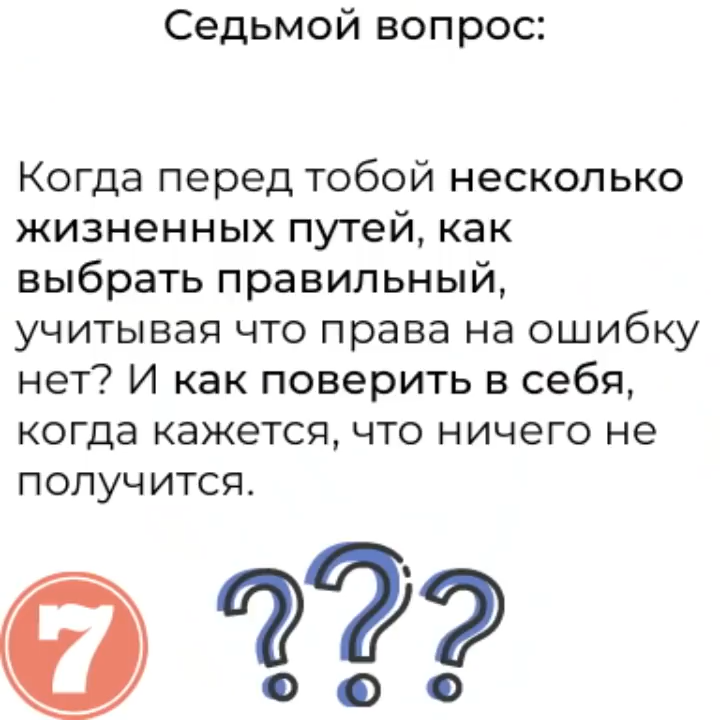 Седьмой вопрос:
Когда перед тобой несколько
жизненных путей, как
выбрать правильный,
учитывая что права на ошибку
нет? И как поверить в себя,
когда кажется, что ничего не
получится.
???
7